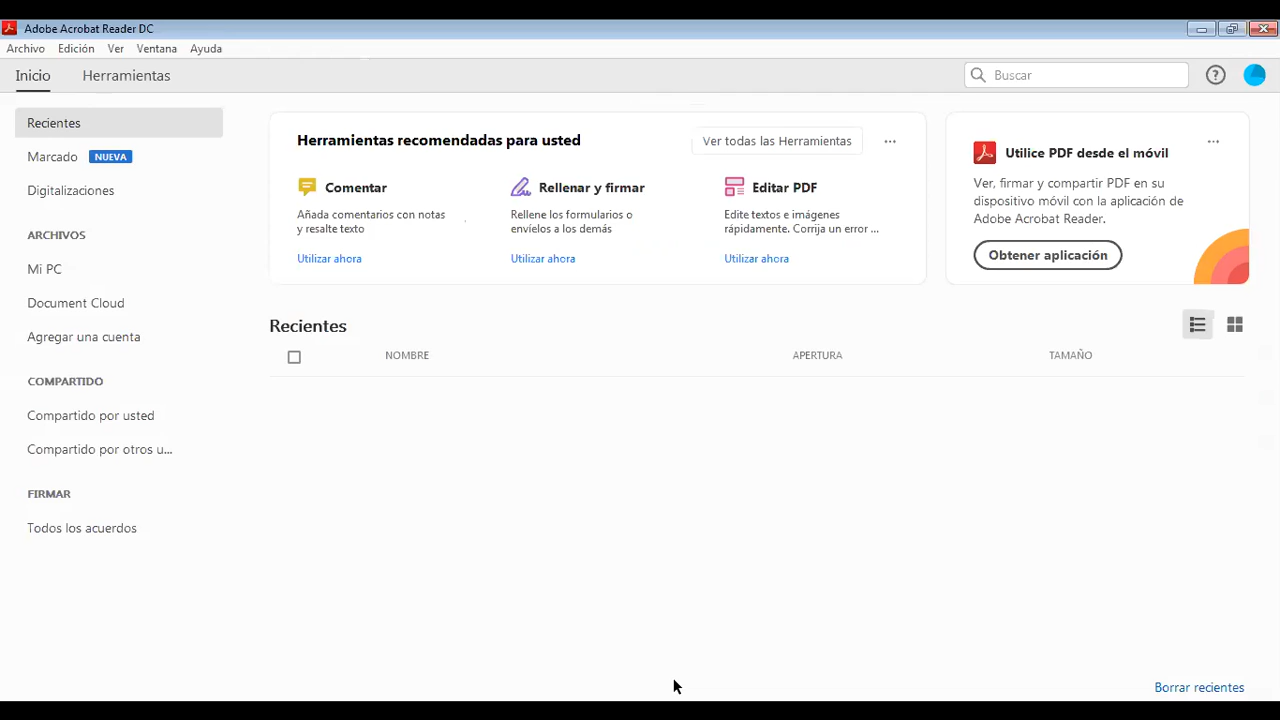 Adobe Acrobat Reader DC
Archivo Edición Ver Ventana Ayuda
Inicio Herramientas Buscar
Recientes
Marcado NUEVA
Digitalizaciones
ARCHIVOS
Mi PC
Document Cloud
Agregar una cuenta
COMPARTIDO
Compartido por usted
Compartido por otros u...
FIRMAR
Todos los acuerdos
Herramientas recomendadas para usted
Ver todas las Herramientas
Comentar
Añada comentarios con notas
y resalte texto
Utilizar ahora
Rellenar y firmar
Rellene los formularios o
envíelos a los demás
Utilizar ahora
Editar PDF
Edite textos e imágenes
rápidamente. Corrija un error ...
Utilizar ahora
Utilice PDF desde el móvil
Ver, firmar y compartir PDF en su
dispositivo móvil con la aplicación de
Adobe Acrobat Reader.
Obtener aplicación
Recientes
NOMBRE APERTURA TAMAÑO
Borrar recientes